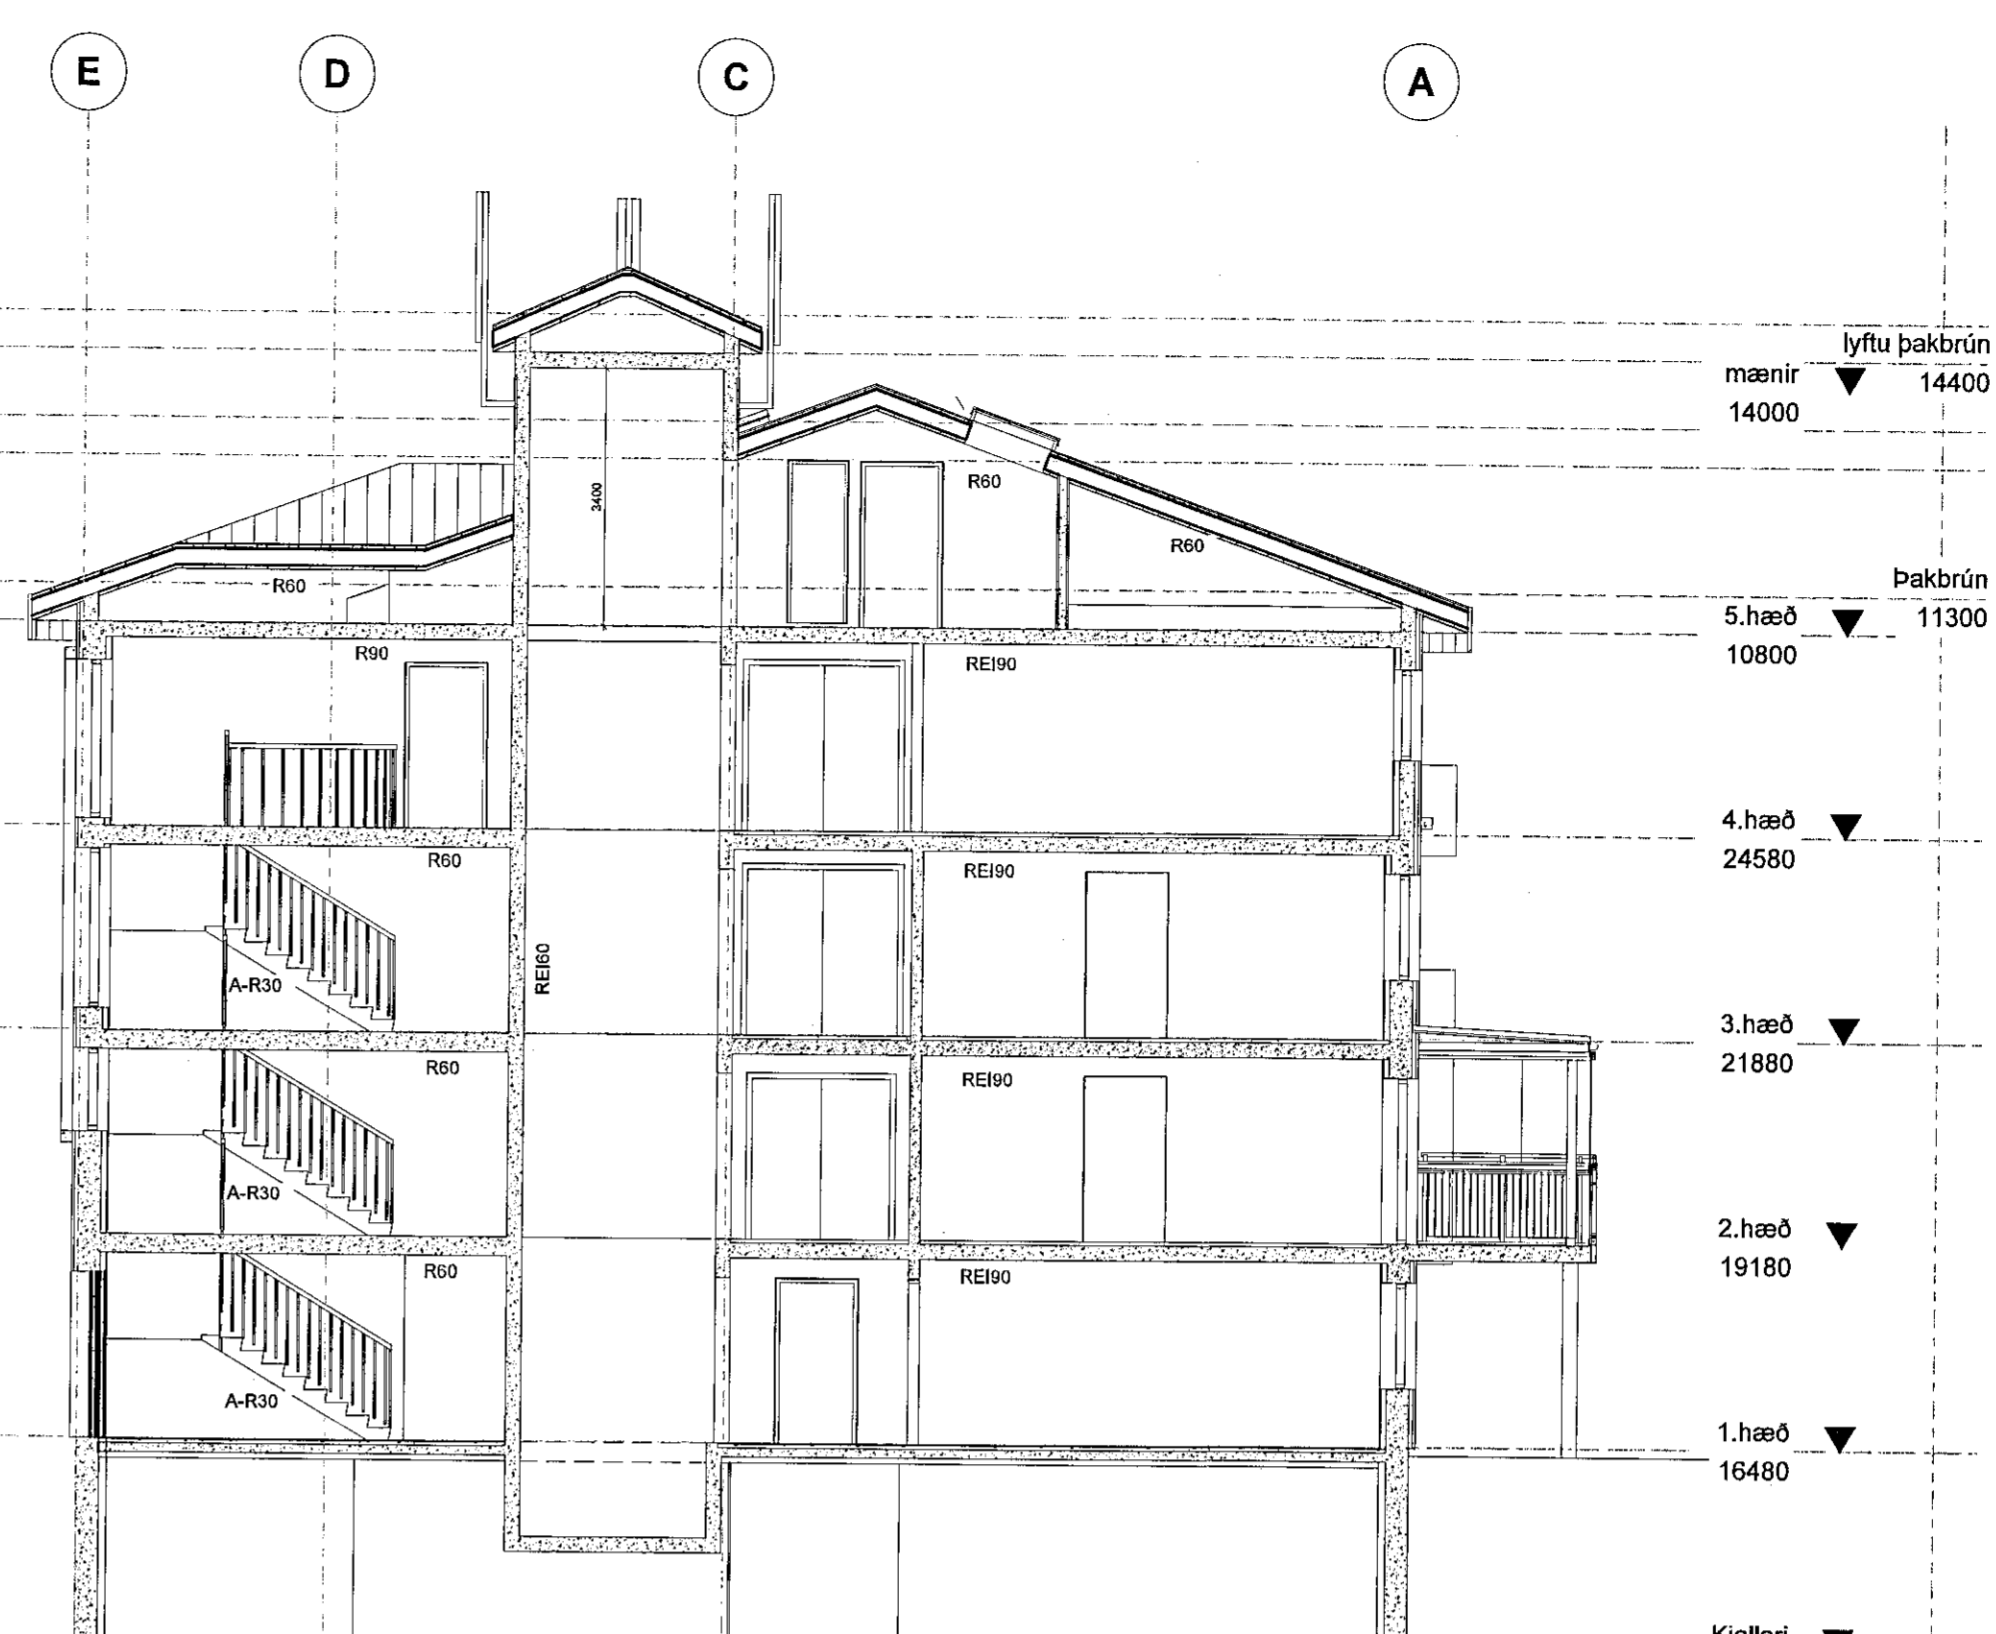 E
D
C
A
lyftu þakbrún
mænir
14400
14000
3400
R60
R60
R60
Þakbrún
5.hæð
11300
10800
R90
REI90
4.hæð
24580
R60
REI90
REI60
A-R30
3.hæð
21880
R60
REI90
A-R30
2.hæð
19180
R60
REI90
A-R30
1.hæð
16480